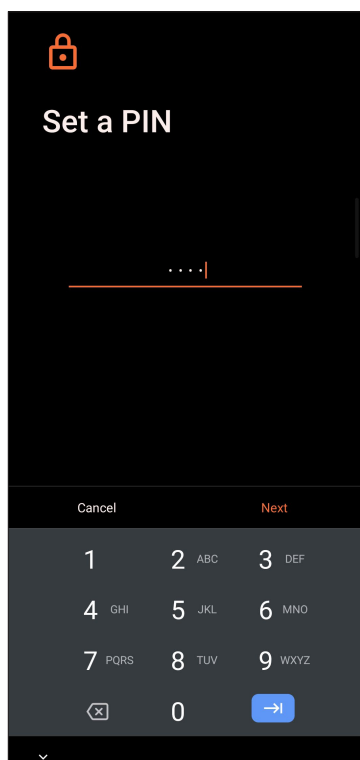 Set a PIN
····
Cancel Next
1 2 ABC 3 DEF
4 GHI 5 JKL 6 MNO
7 PQRS 8 TUV 9 WXYZ
0